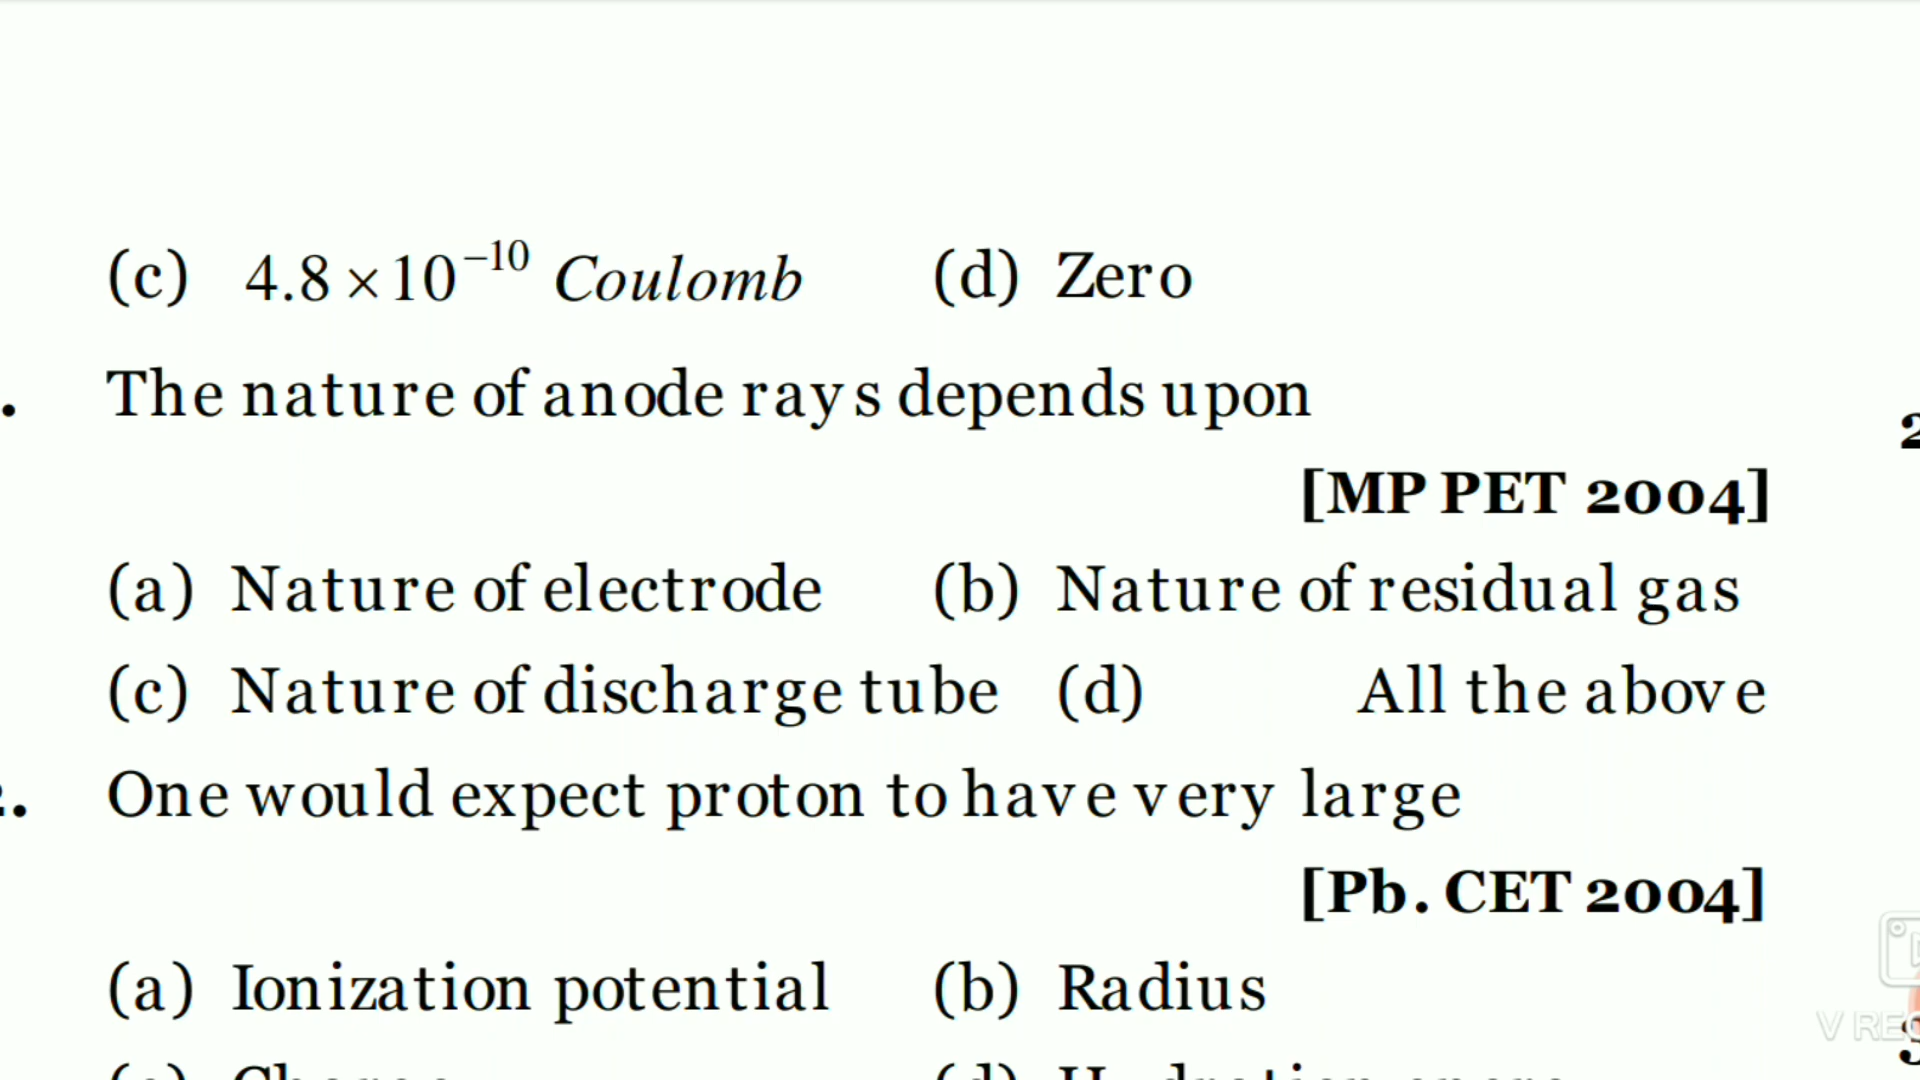 (c) 4.8 × 10⁻¹⁰ Coulomb (d) Zero
. The nature of anode rays depends upon
[MP PET 2004]
(a) Nature of electrode (b) Nature of residual gas
(c) Nature of discharge tube (d) All the above
. One would expect proton to have very large
[Pb. CET 2004]
(a) Ionization potential (b) Radius
V REC